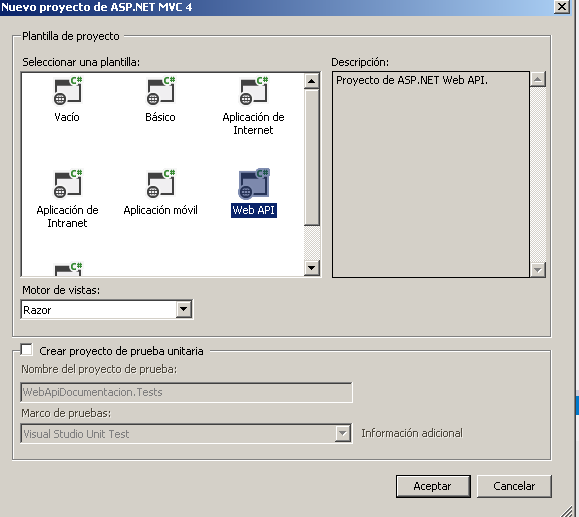 Nuevo proyecto de ASP.NET MVC 4
Plantilla de proyecto
Seleccionar una plantilla:
Descripción:
C#
C#
C#
Proyecto de ASP.NET Web API.
Vacío
Básico
Aplicación de
Internet
C#
C#
C#
Aplicación de
Intranet
Aplicación móvil
Web API
C#
Motor de vistas:
Razor
Crear proyecto de prueba unitaria
Nombre del proyecto de prueba:
WebApiDocumentacion.Tests
Marco de pruebas:
Visual Studio Unit Test
Información adicional
Aceptar
Cancelar